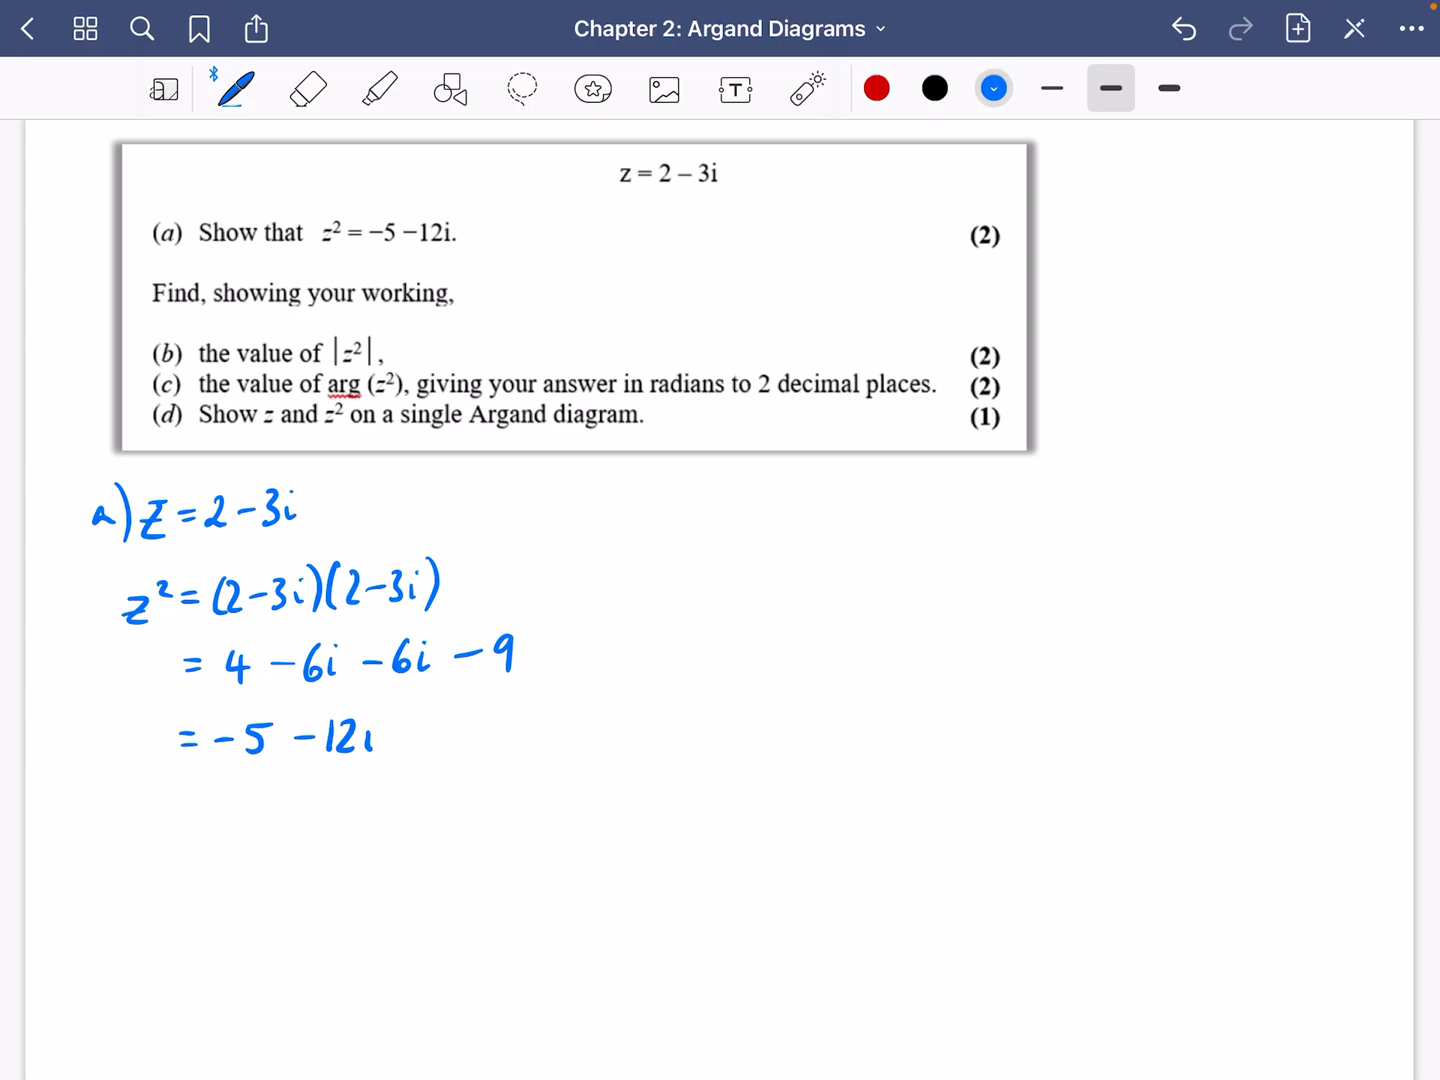 Chapter 2: Argand Diagrams
z = 2 – 3i
(a) Show that z² = −5 −12i. (2)
Find, showing your working,
(b) the value of |z²|, (2)
(c) the value of arg (z²), giving your answer in radians to 2 decimal places. (2)
(d) Show z and z² on a single Argand diagram. (1)
a) z = 2 - 3i
z² = (2-3i)(2-3i)
= 4 - 6i - 6i - 9
= -5 - 12i